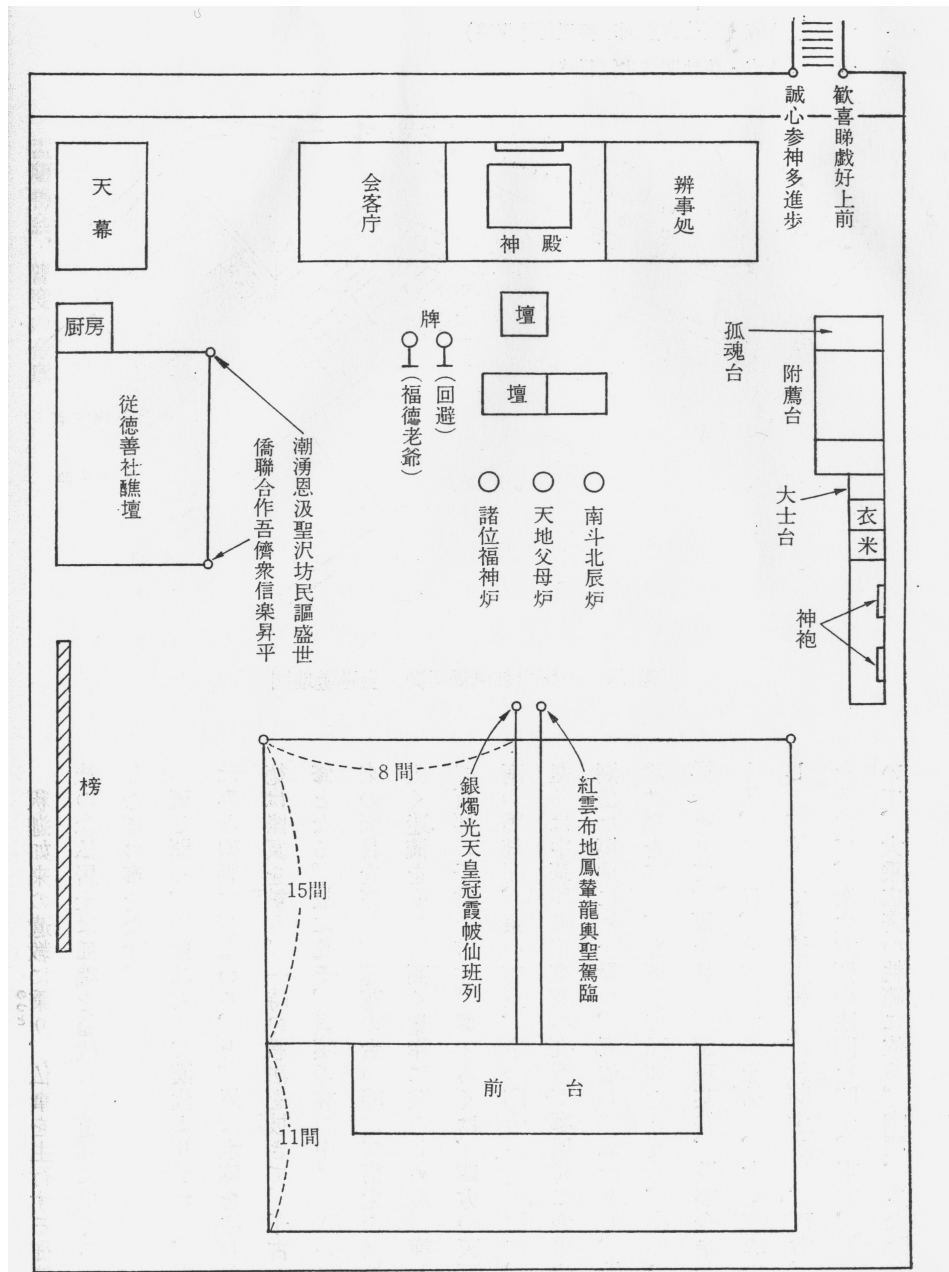 歓喜睇戲好上前
誠心参神多進歩
天幕
会客庁
神殿
辨事処
厨房
牌
(回避)
(福徳老爺)
壇
壇
孤魂台
附薦台
従徳善社醮壇
潮湧恩汲聖沢坊民謳盛世
僑聯合作吾儕衆信楽昇平
南斗北辰炉
天地父母炉
諸位福神炉
大士台
衣
米
神袍
榜
8間
15間
11間
紅雲布地鳳輦龍輿聖駕臨
銀燭光天皇冠霞帔仙班列
前台